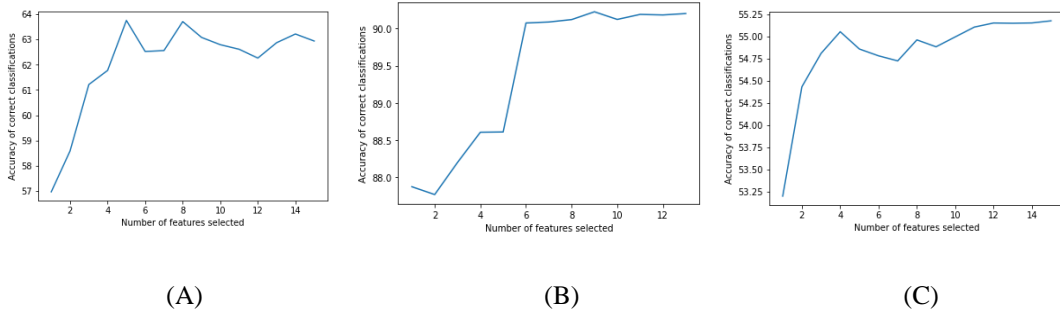 64
63
62
61
60
59
58
57
Accuracy of correct classifications
2 4 6 8 10 12 14
Number of features selected
(A)
90.0
89.5
89.0
88.5
88.0
Accuracy of correct classifications
2 4 6 8 10 12
Number of features selected
(B)
55.25
55.00
54.75
54.50
54.25
54.00
53.75
53.50
53.25
Accuracy of correct classifications
2 4 6 8 10 12 14
Number of features selected
(C)